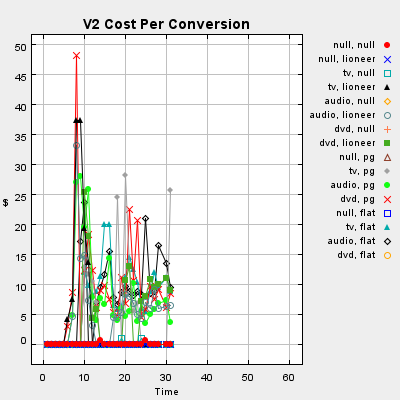 V2 Cost Per Conversion
50
45
40
35
30
25
20
15
10
5
0
$
0
10
20
30
40
50
60
Time
null, null
null, lioneer
tv, null
tv, lioneer
audio, null
audio, lioneer
dvd, null
dvd, lioneer
null, pg
tv, pg
audio, pg
dvd, pg
null, flat
tv, flat
audio, flat
dvd, flat